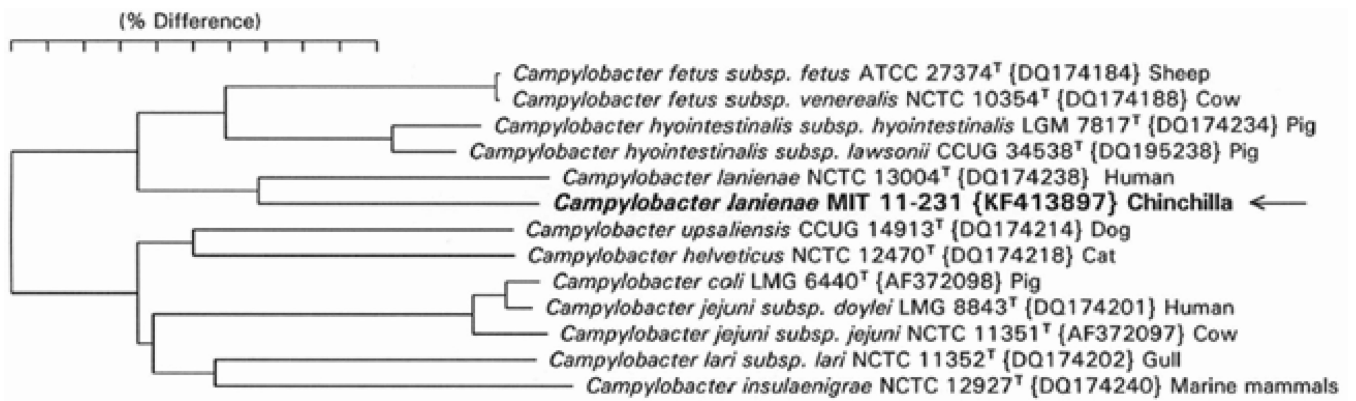 (% Difference)
Campylobacter fetus subsp. fetus ATCC 27374ᵀ {DQ174184} Sheep
Campylobacter fetus subsp. venerealis NCTC 10354ᵀ {DQ174188} Cow
Campylobacter hyointestinalis subsp. hyointestinalis LGM 7817ᵀ {DQ174234} Pig
Campylobacter hyointestinalis subsp. lawsonii CCUG 34538ᵀ {DQ195238} Pig
Campylobacter lanienae NCTC 13004ᵀ {DQ174238} Human
Campylobacter lanienae MIT 11-231 {KF413897} Chinchilla
Campylobacter upsaliensis CCUG 14913ᵀ {DQ174214} Dog
Campylobacter helveticus NCTC 12470ᵀ {DQ174218} Cat
Campylobacter coli LMG 6440ᵀ {AF372098} Pig
Campylobacter jejuni subsp. doylei LMG 8843ᵀ {DQ174201} Human
Campylobacter jejuni subsp. jejuni NCTC 11351ᵀ {AF372097} Cow
Campylobacter lari subsp. lari NCTC 11352ᵀ {DQ174202} Gull
Campylobacter insulaenigrae NCTC 12927ᵀ {DQ174240} Marine mammals